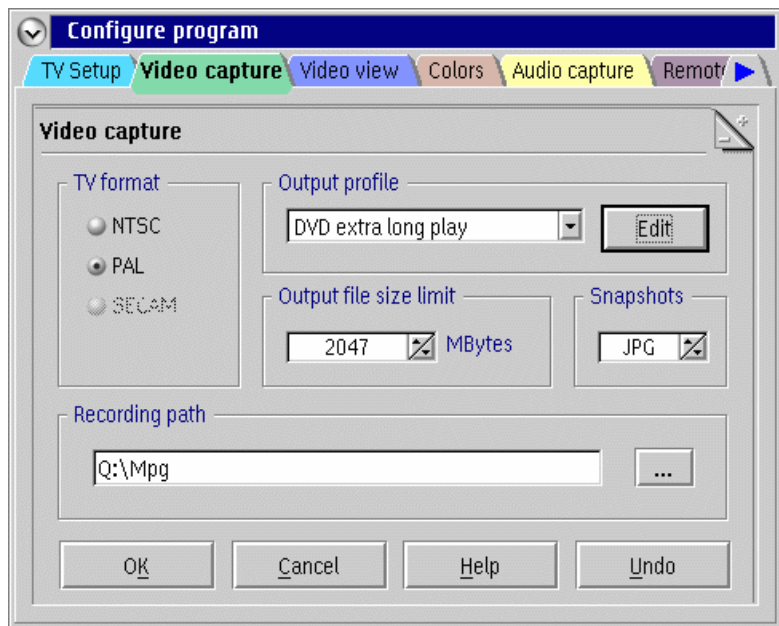 Configure program
TV Setup Video capture Video view Colors Audio capture Remot
Video capture
TV format
NTSC
PAL
SECAM
Output profile
DVD extra long play Edit
Output file size limit
2047 MBytes
Snapshots
JPG
Recording path
Q:\Mpg ...
OK Cancel Help Undo